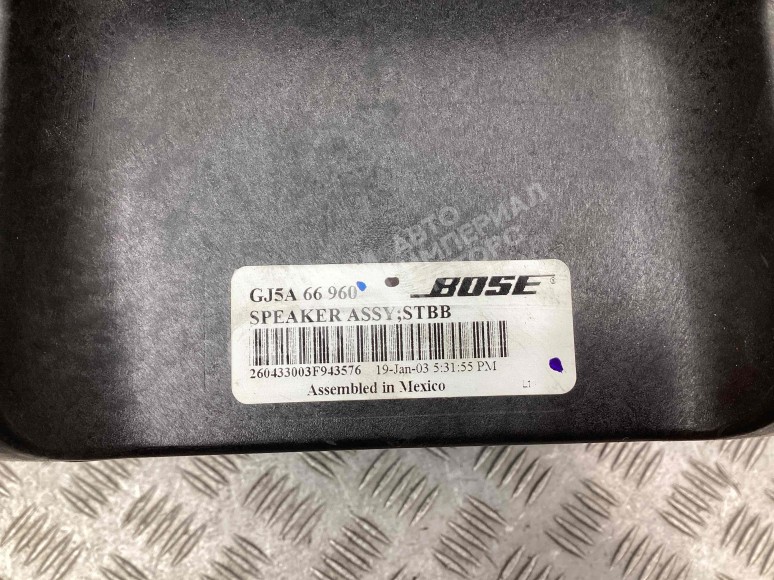 АВТО
ИМПЕРИАЛ
МОТОРС
GJ5A 66 960
BOSE
SPEAKER ASSY;STBB
260433003F943576 19-Jan-03 5:31:55 PM
Assembled in Mexico
L1